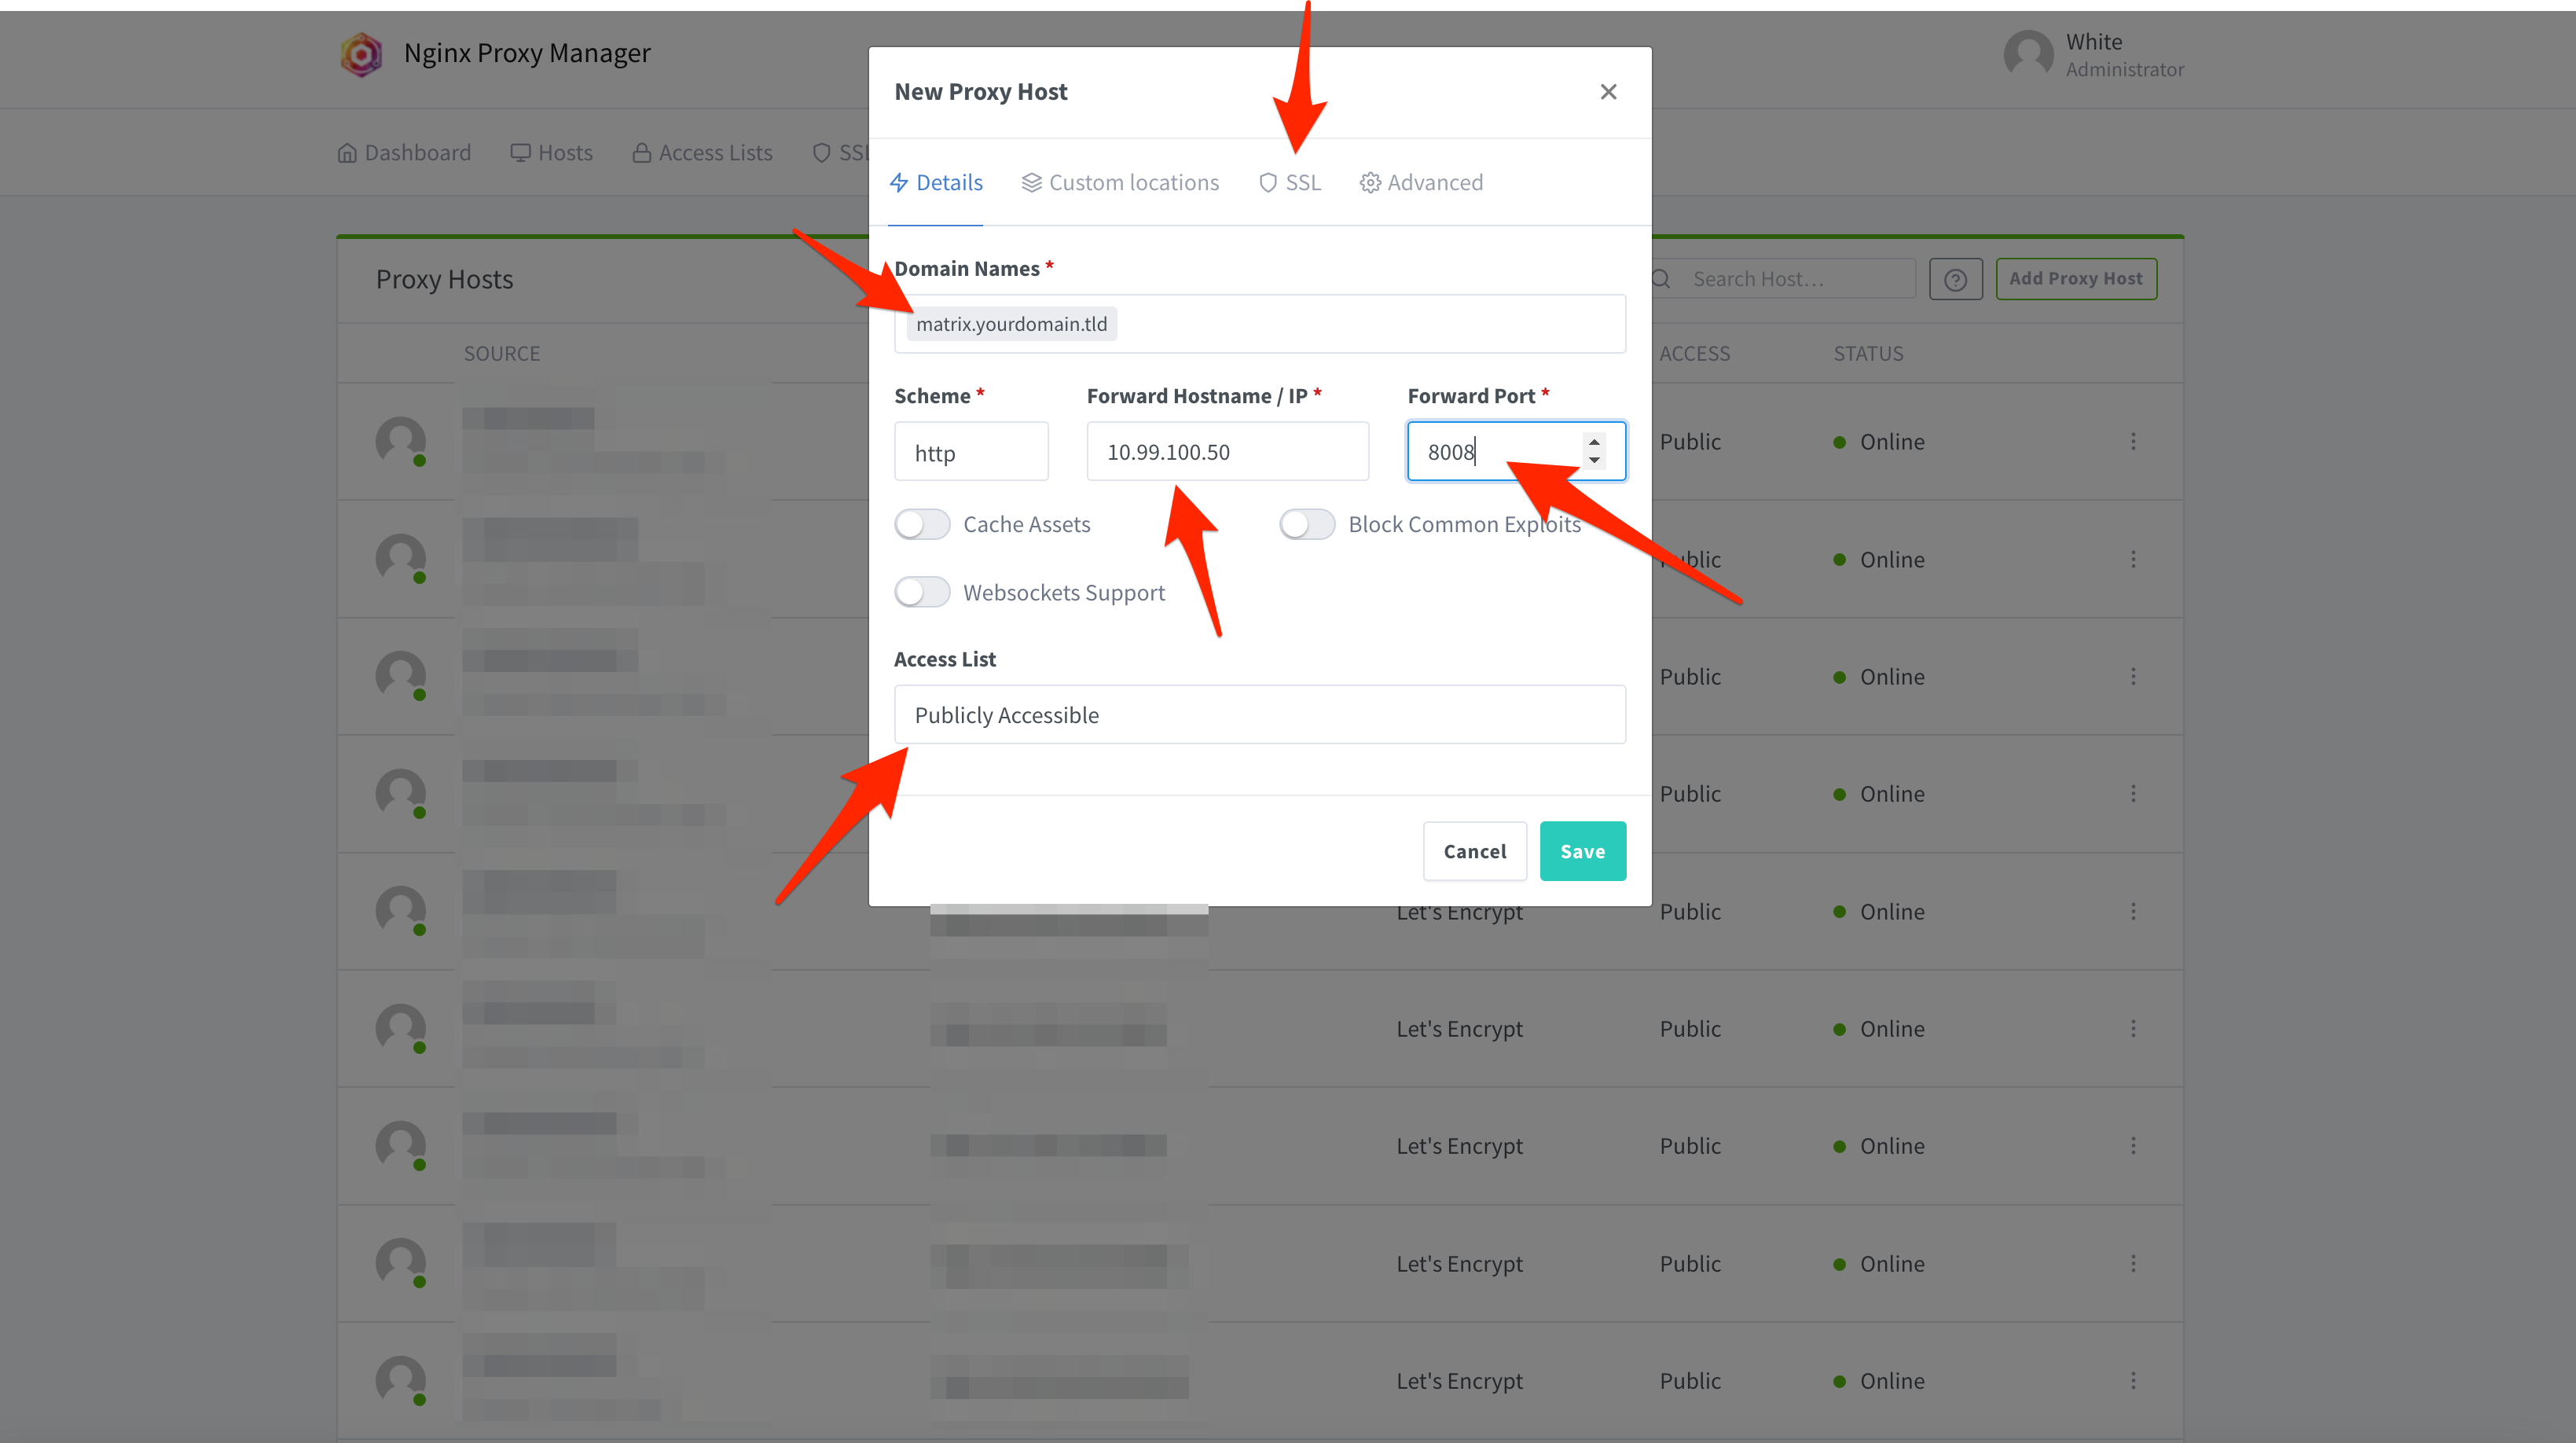 Nginx Proxy Manager
White
Administrator
Dashboard
Hosts
Access Lists
SSL
Proxy Hosts
Search Host…
Add Proxy Host
SOURCE
ACCESS
STATUS
New Proxy Host
Details
Custom locations
SSL
Advanced
Domain Names *
matrix.yourdomain.tld
Scheme *
Forward Hostname / IP *
Forward Port *
http
10.99.100.50
8008
Cache Assets
Block Common Exploits
Websockets Support
Access List
Publicly Accessible
Cancel
Save
Public Online
Public Online
Public Online
Public Online
Let's Encrypt Public Online
Let's Encrypt Public Online
Let's Encrypt Public Online
Let's Encrypt Public Online
Let's Encrypt Public Online